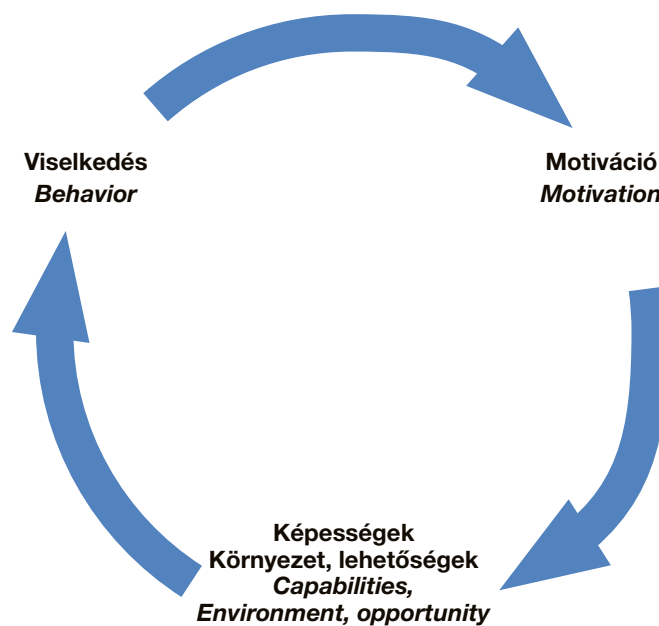 Viselkedés
Behavior
Motiváció
Motivation
Képességek
Környezet, lehetőségek
Capabilities,
Environment, opportunity